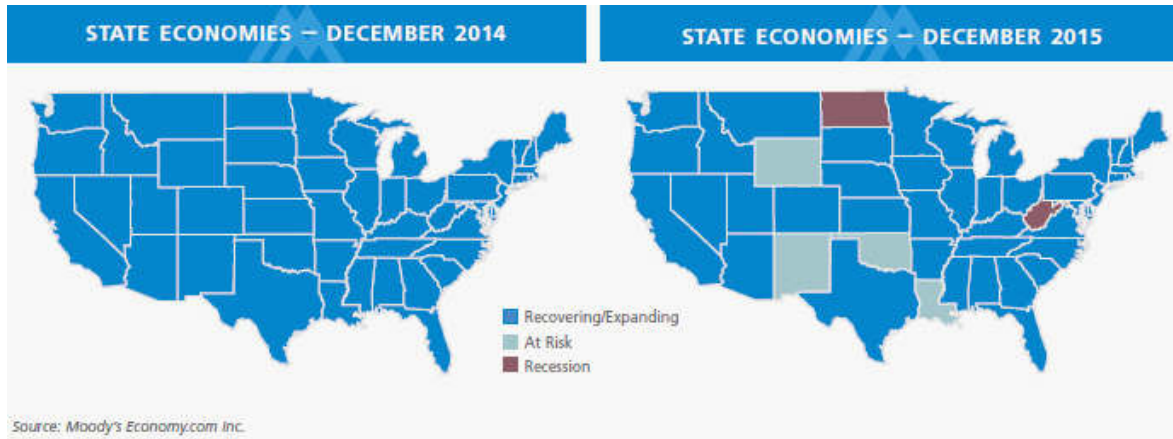 STATE ECONOMIES — DECEMBER 2014
STATE ECONOMIES — DECEMBER 2015
Recovering/Expanding
At Risk
Recession
Source: Moody's Economy.com Inc.